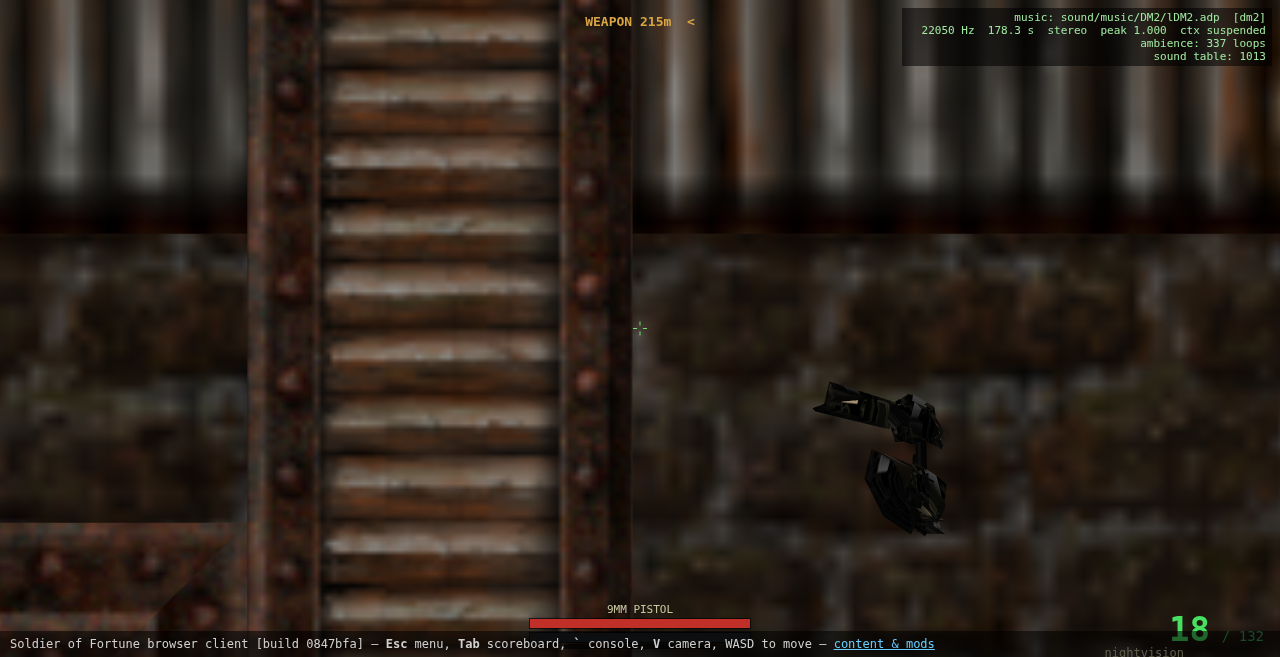 WEAPON 215m <
music: sound/music/DM2/lDM2.adp [dm2]
22050 Hz 178.3 s stereo peak 1.000 ctx suspended
ambience: 337 loops
sound table: 1013
9MM PISTOL
18 / 132
nightvision
Soldier of Fortune browser client [build 0847bfa] — Esc menu, Tab scoreboard, ` console, V camera, WASD to move — content & mods